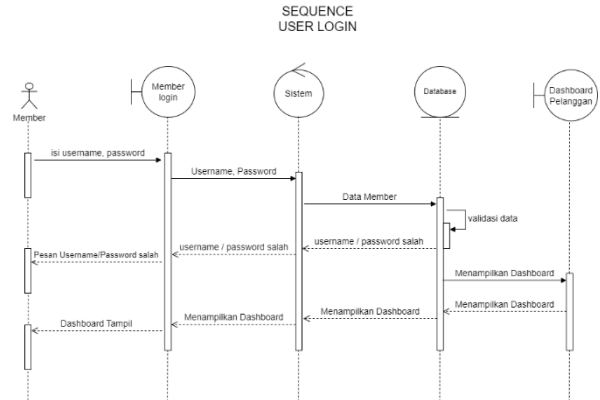 SEQUENCE
USER LOGIN
Member
Member
login
Sistem
Database
Dashboard
Pelanggan
isi username, password
Username, Password
Data Member
validasi data
username / password salah
username / password salah
Pesan Username/Password salah
Menampilkan Dashboard
Menampilkan Dashboard
Menampilkan Dashboard
Menampilkan Dashboard
Dashboard Tampil